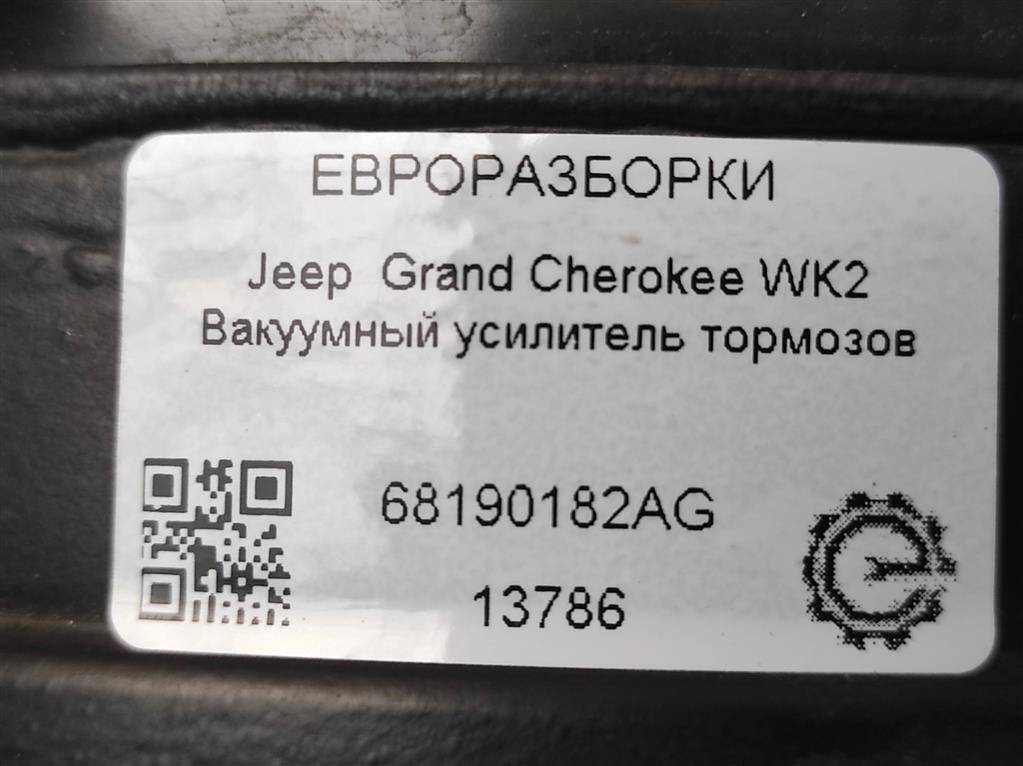 ЕВРОРАЗБОРКИ
Jeep Grand Cherokee WK2
Вакуумный усилитель тормозов
68190182AG
13786